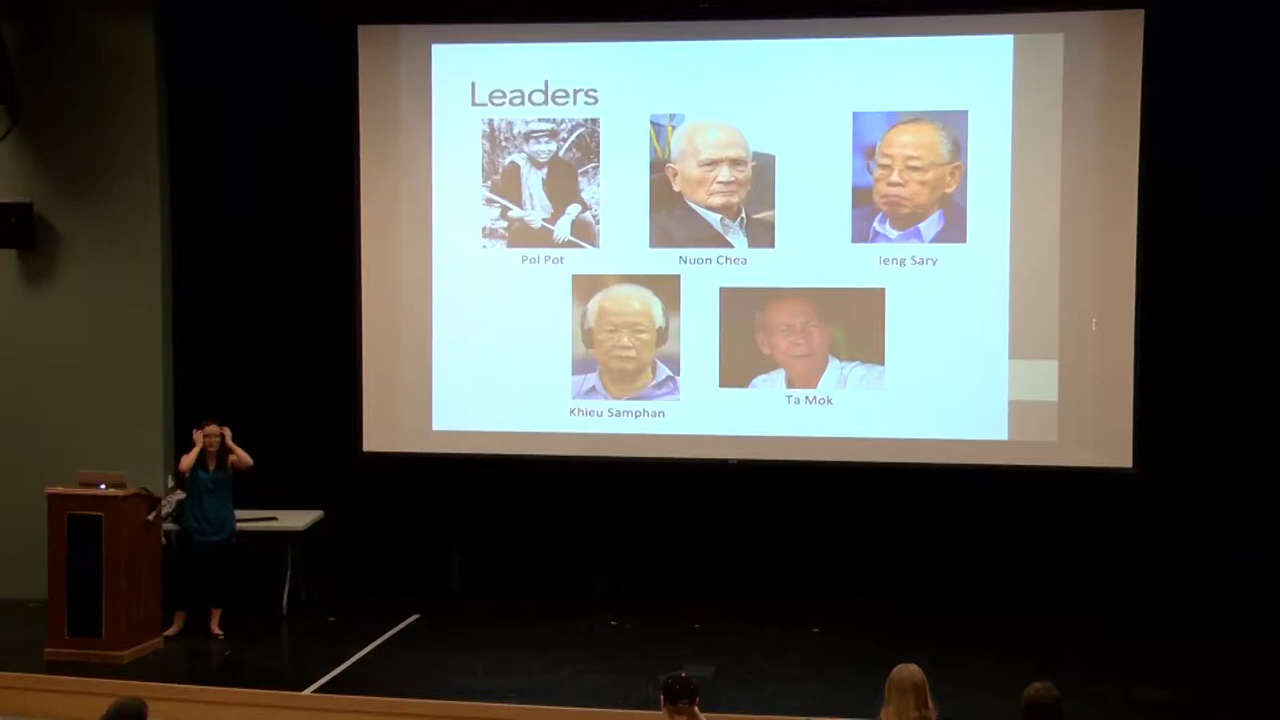 Leaders
Pol Pot
Nuon Chea
Ieng Sary
Khieu Samphan
Ta Mok